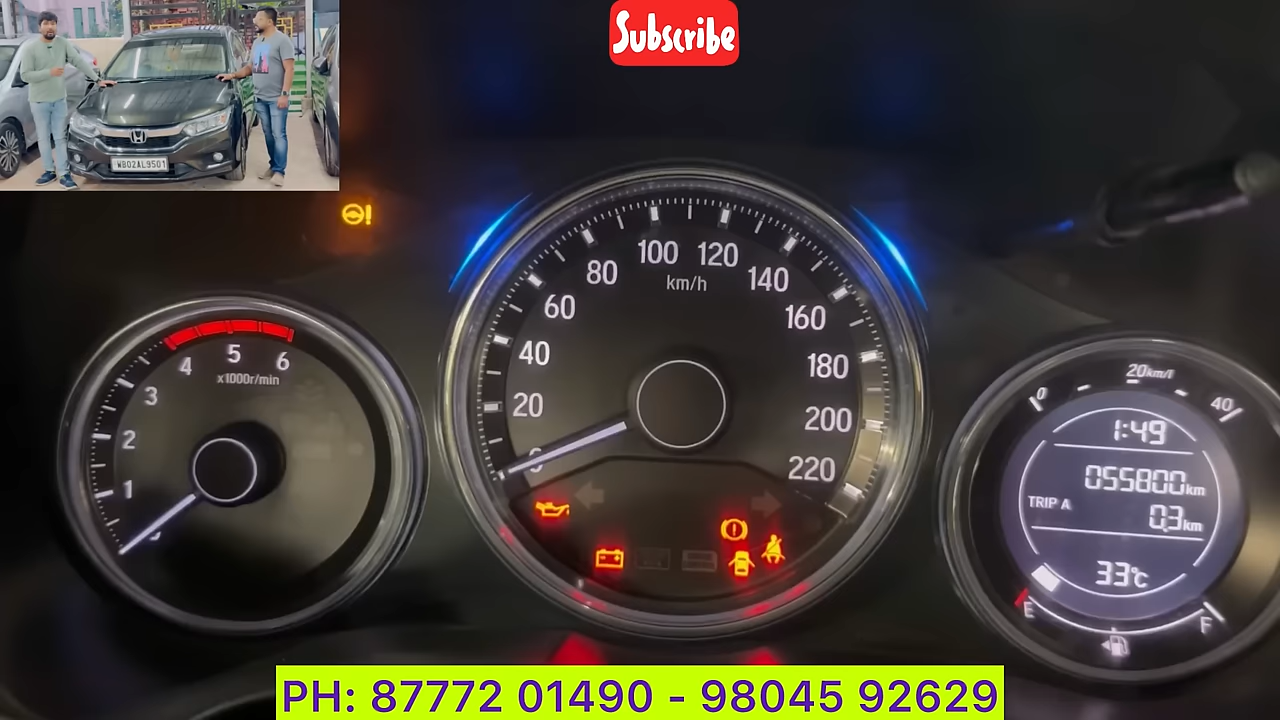 Subscribe
WB02AL9501
4 5 6
x1000r/min
3
2
1
100 120
80 140
km/h
60 160
40 180
20 200
0 220
20km/l
0 40
1:49
055800km
TRIP A
0.3km
33°C
E F
PH: 87772 01490 - 98045 92629